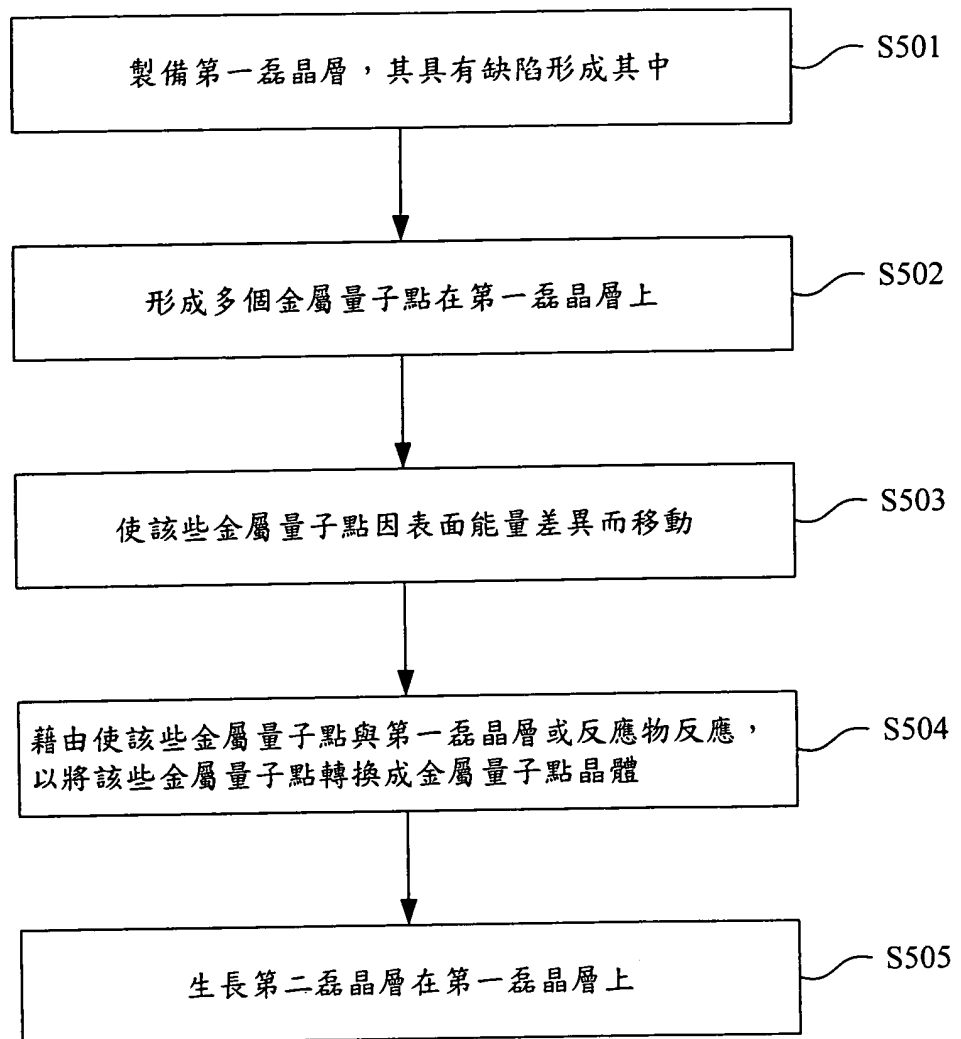 製備第一磊晶層，其具有缺陷形成其中
S501
形成多個金屬量子點在第一磊晶層上
S502
使該些金屬量子點因表面能量差異而移動
S503
藉由使該些金屬量子點與第一磊晶層或反應物反應，
以將該些金屬量子點轉換成金屬量子點晶體
S504
生長第二磊晶層在第一磊晶層上
S505